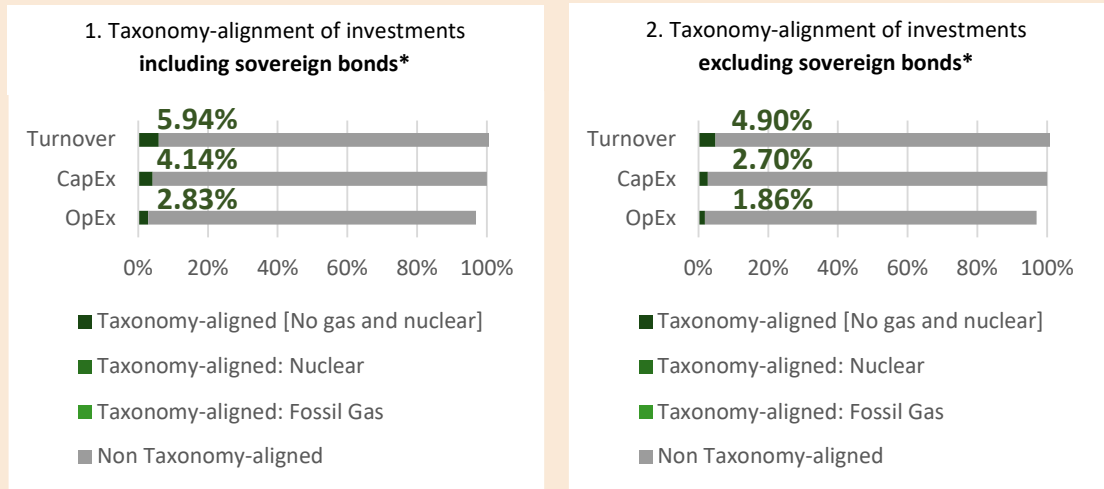 1. Taxonomy-alignment of investments
including sovereign bonds*
Turnover
5.94%
CapEx
4.14%
OpEx
2.83%
0% 20% 40% 60% 80% 100%
Taxonomy-aligned [No gas and nuclear]
Taxonomy-aligned: Nuclear
Taxonomy-aligned: Fossil Gas
Non Taxonomy-aligned
2. Taxonomy-alignment of investments
excluding sovereign bonds*
Turnover
4.90%
CapEx
2.70%
OpEx
1.86%
0% 20% 40% 60% 80% 100%
Taxonomy-aligned [No gas and nuclear]
Taxonomy-aligned: Nuclear
Taxonomy-aligned: Fossil Gas
Non Taxonomy-aligned